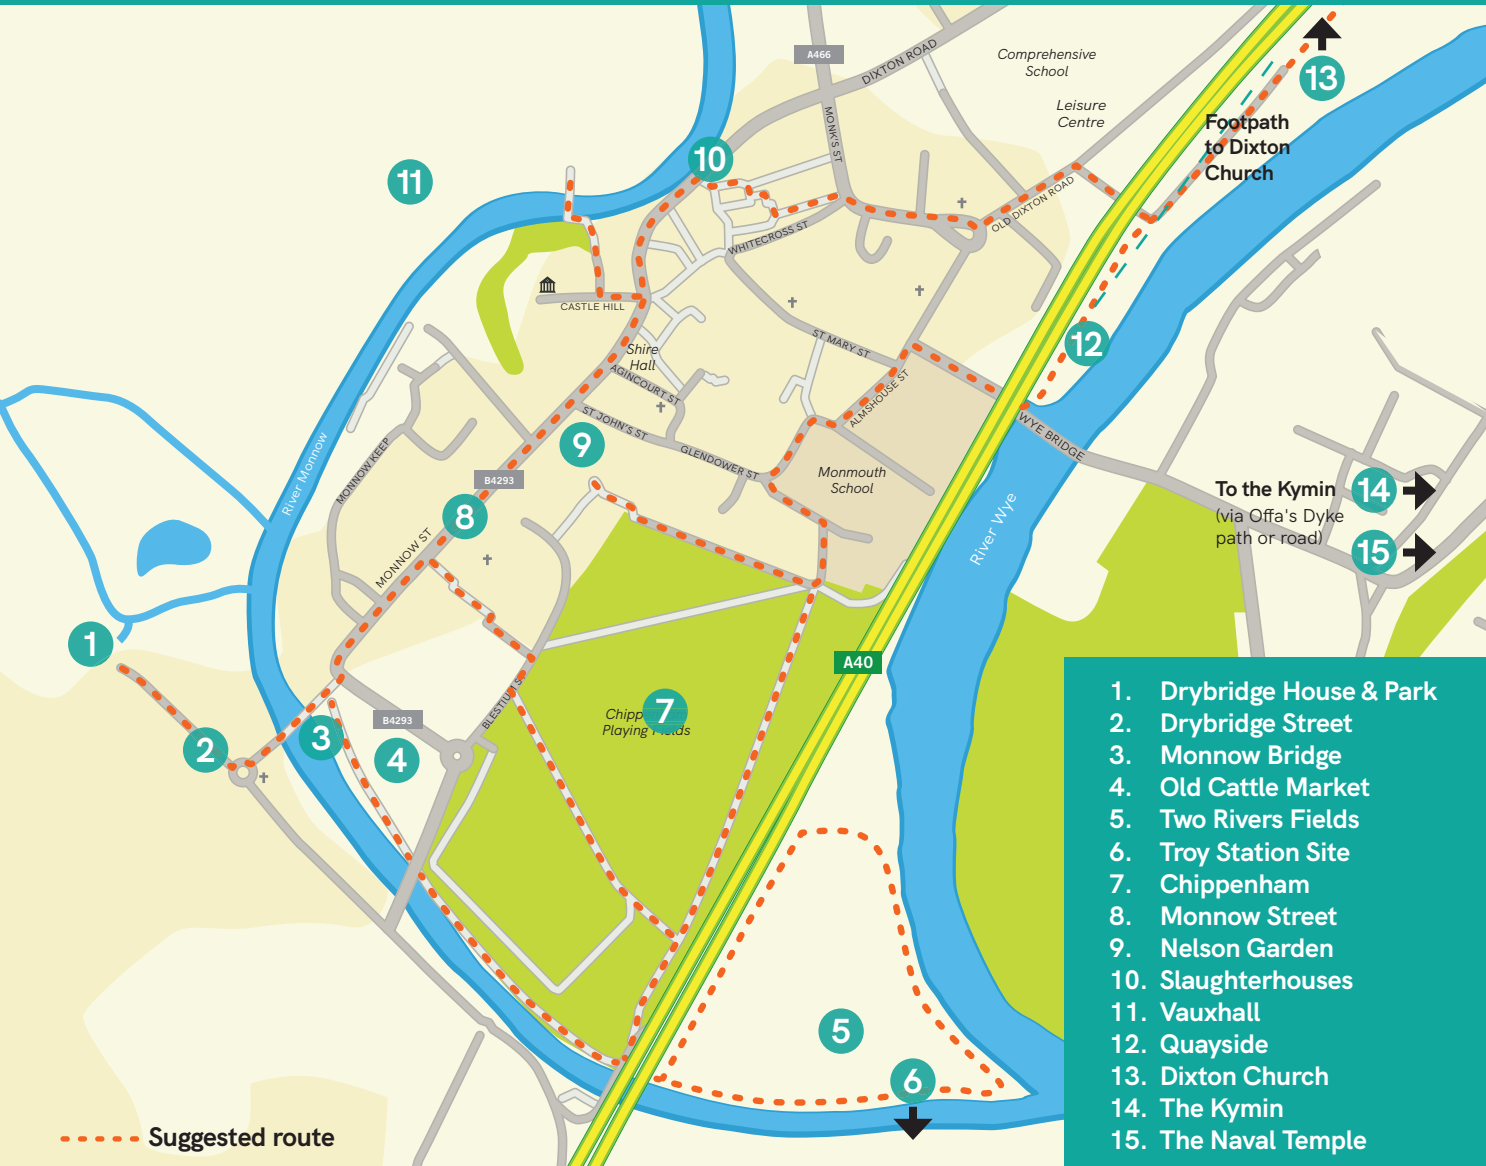 A466
DIXTON ROAD
Comprehensive
School
Leisure
Centre
13
MONK'S ST
Footpath
to Dixton
Church
10
11
OLD DIXTON ROAD
WHITECROSS ST
CASTLE HILL
12
ST MARY ST
Shire
Hall
AGINCOURT ST
ALMSHOUSE ST
ST JOHN'S ST
WYE BRIDGE
9
GLENDOWER ST
River Monnow
MONNOW KEEP
B4293
Monmouth
School
To the Kymin
14
(via Offa's Dyke
path or road)
15
8
River Wye
MONNOW ST
1
A40
BLESTIUM S
7
Chipp
Playing Fields
B4293
2
3
4
5
6
1. Drybridge House & Park
2. Drybridge Street
3. Monnow Bridge
4. Old Cattle Market
5. Two Rivers Fields
6. Troy Station Site
7. Chippenham
8. Monnow Street
9. Nelson Garden
10. Slaughterhouses
11. Vauxhall
12. Quayside
13. Dixton Church
14. The Kymin
15. The Naval Temple
Suggested route